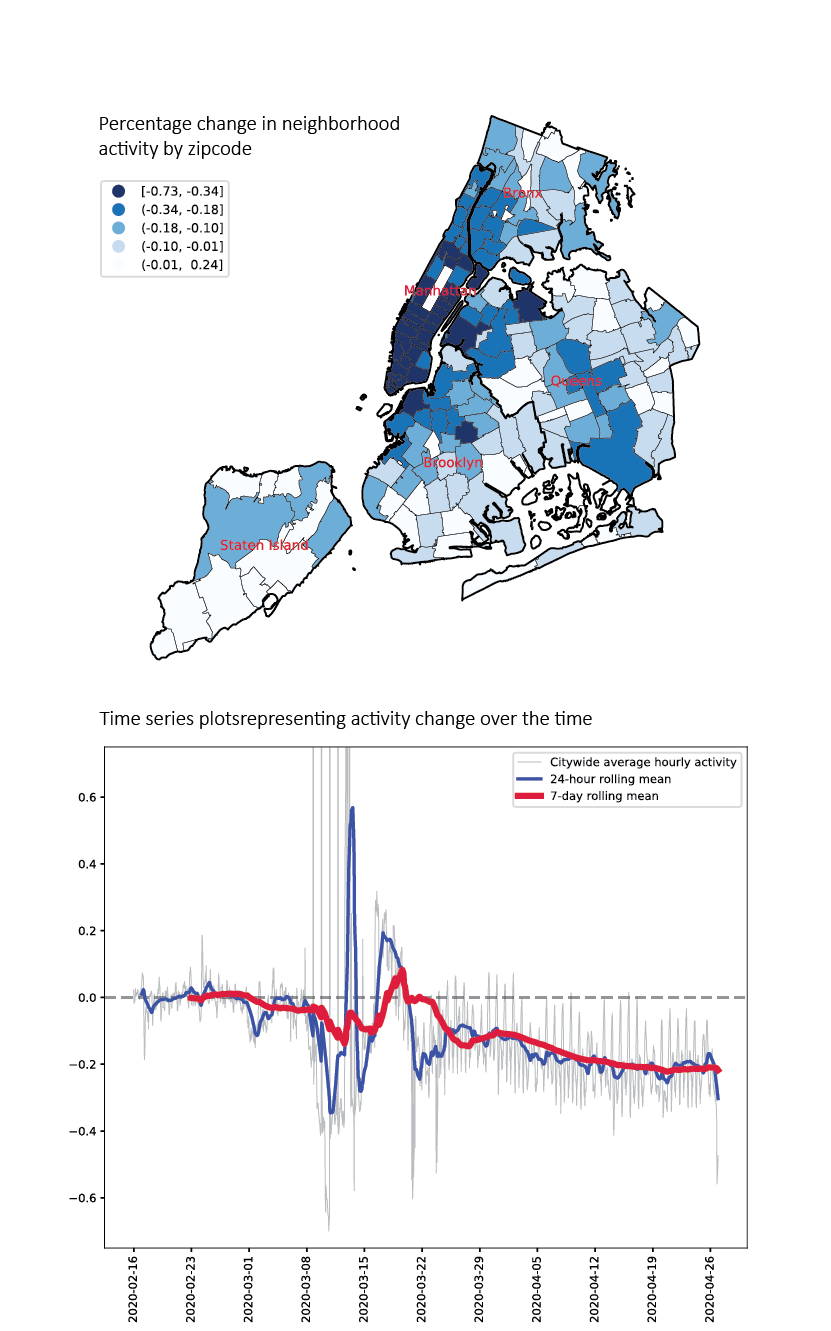 Percentage change in neighborhood
activity by zipcode
[-0.73, -0.34]
(-0.34, -0.18]
(-0.18, -0.10]
(-0.10, -0.01]
(-0.01, 0.24]
Bronx
Manhattan
Queens
Brooklyn
Staten Island
Time series plotsrepresenting activity change over the time
Citywide average hourly activity
24-hour rolling mean
7-day rolling mean
0.6
0.4
0.2
0.0
−0.2
−0.4
−0.6
2020-02-16
2020-02-23
2020-03-01
2020-03-08
2020-03-15
2020-03-22
2020-03-29
2020-04-05
2020-04-12
2020-04-19
2020-04-26